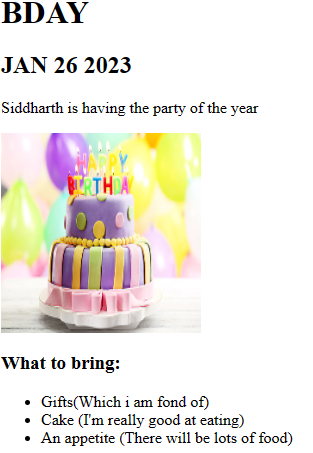 BDAY
JAN 26 2023
Siddharth is having the party of the year
HAPPY
BIRTHDAY
What to bring:
Gifts(Which i am fond of)
Cake (I'm really good at eating)
An appetite (There will be lots of food)